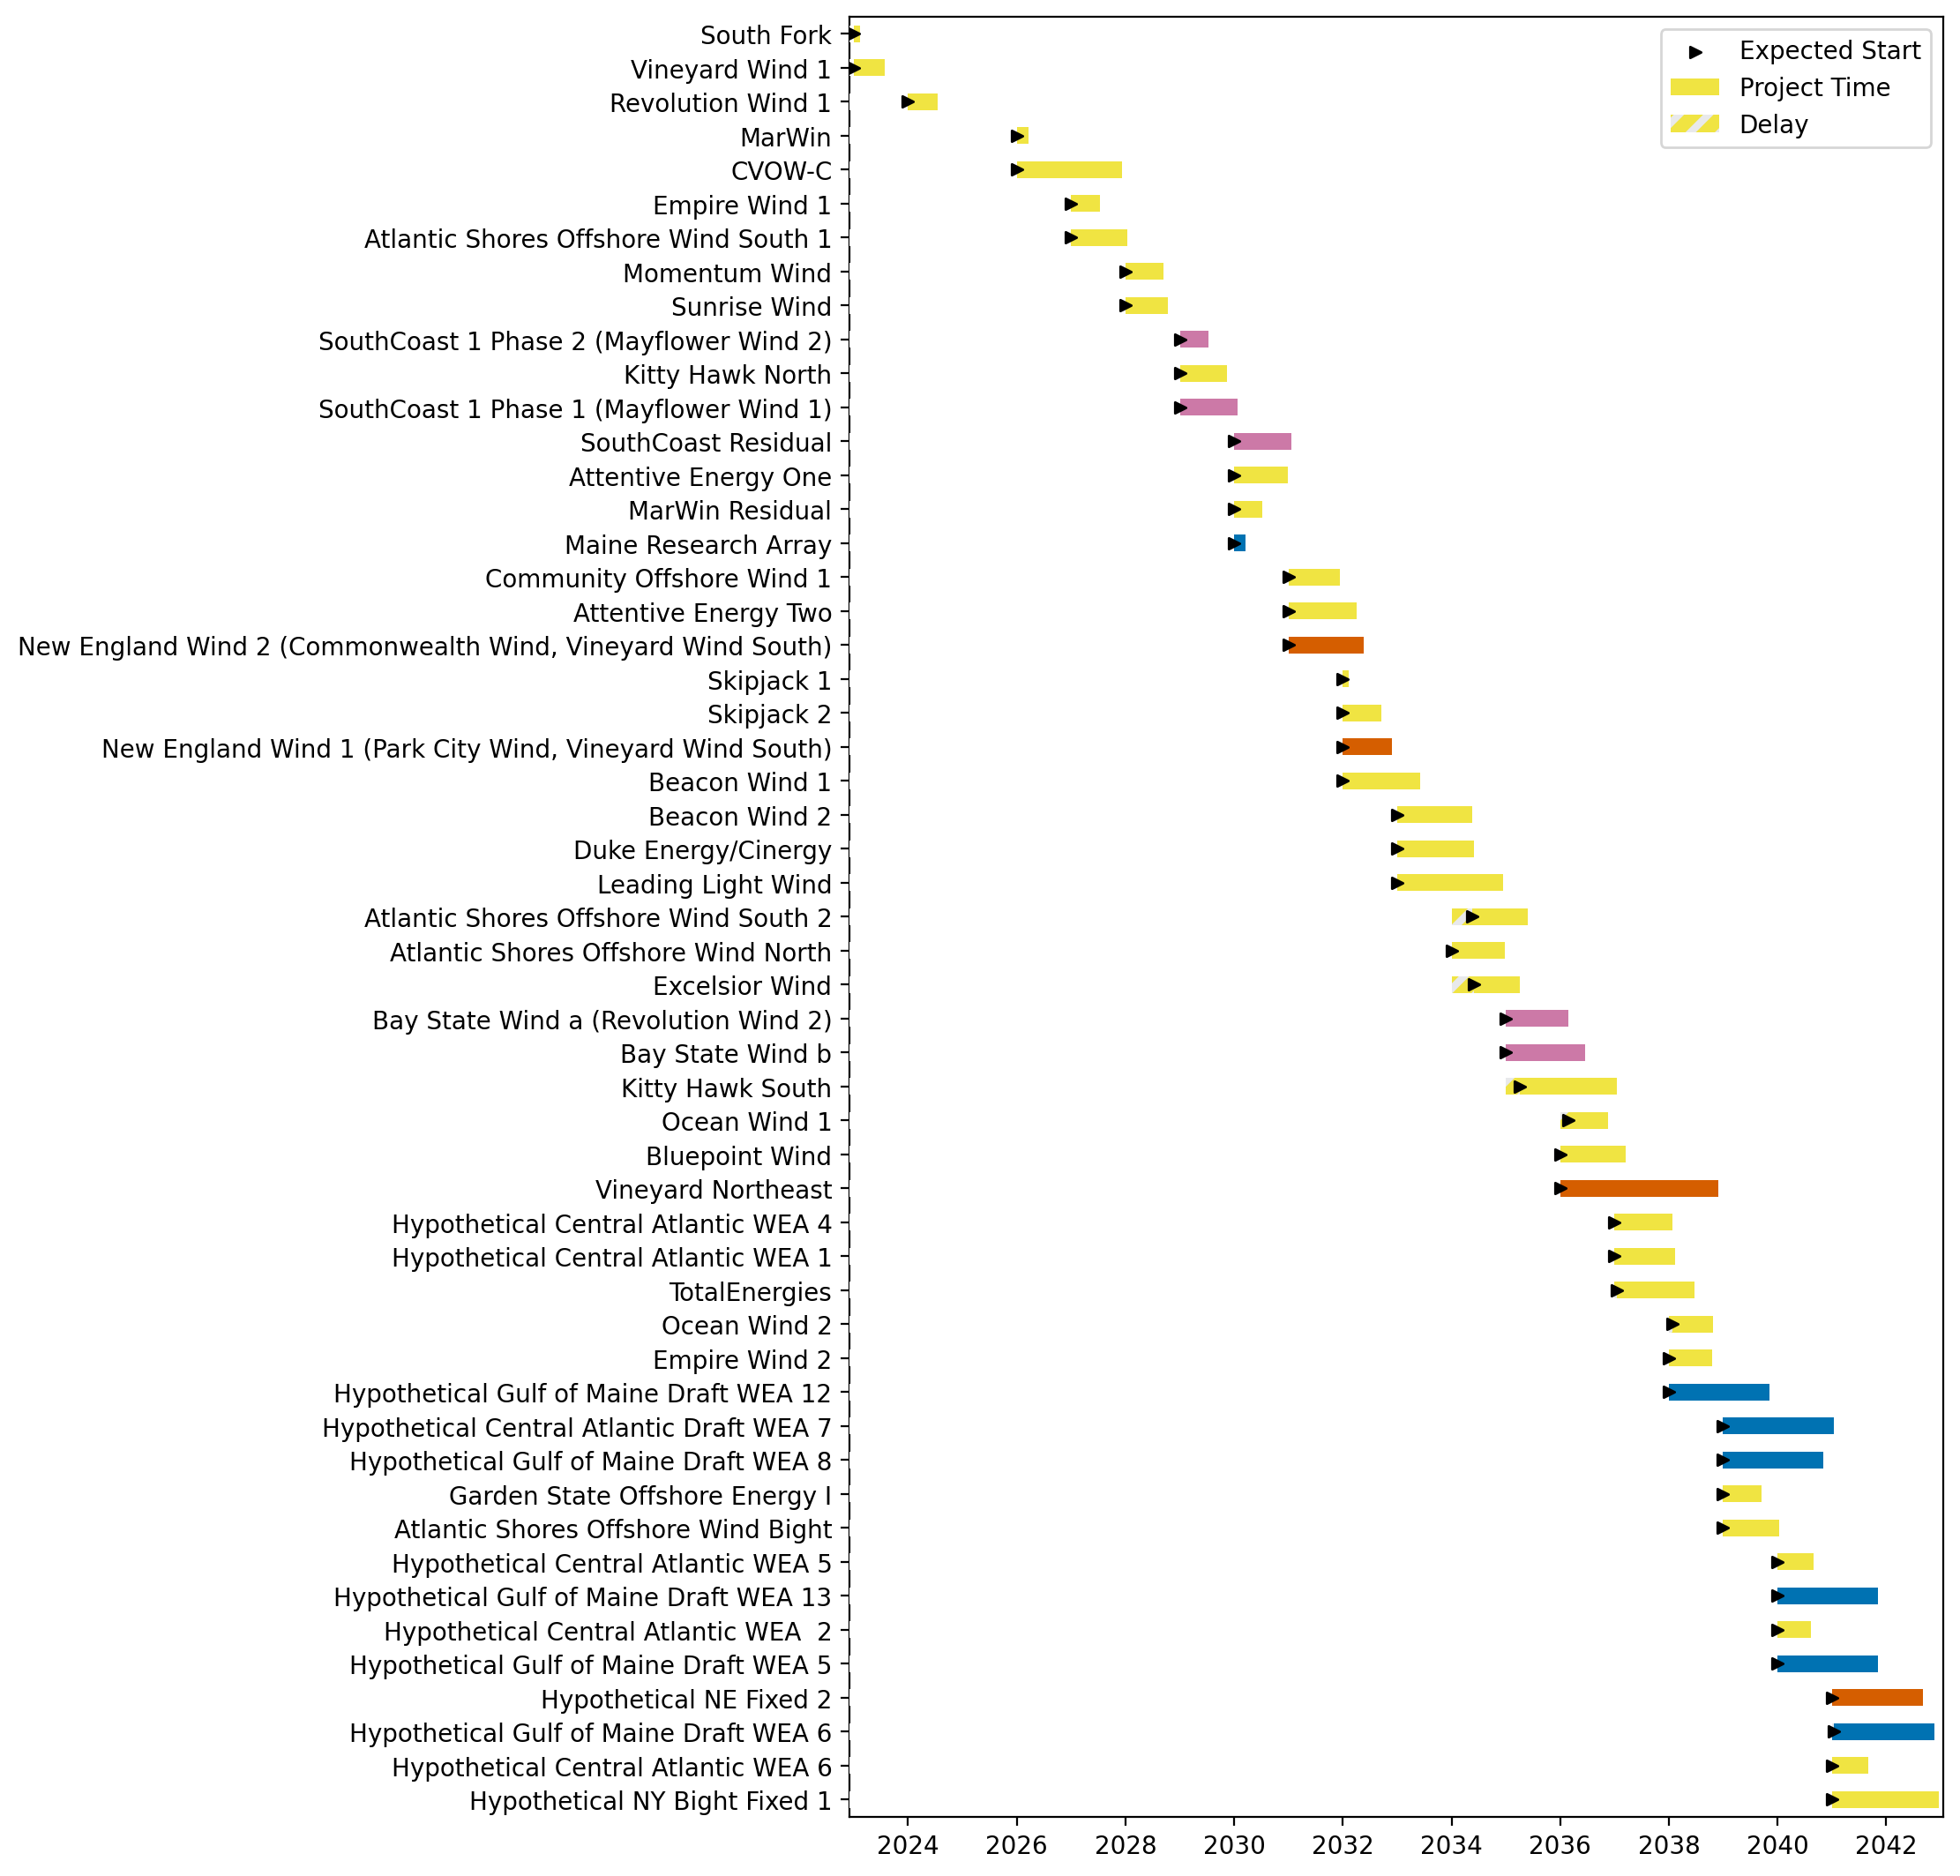 South Fork
Vineyard Wind 1
Revolution Wind 1
MarWin
CVOW-C
Empire Wind 1
Atlantic Shores Offshore Wind South 1
Momentum Wind
Sunrise Wind
SouthCoast 1 Phase 2 (Mayflower Wind 2)
Kitty Hawk North
SouthCoast 1 Phase 1 (Mayflower Wind 1)
SouthCoast Residual
Attentive Energy One
MarWin Residual
Maine Research Array
Community Offshore Wind 1
Attentive Energy Two
New England Wind 2 (Commonwealth Wind, Vineyard Wind South)
Skipjack 1
Skipjack 2
New England Wind 1 (Park City Wind, Vineyard Wind South)
Beacon Wind 1
Beacon Wind 2
Duke Energy/Cinergy
Leading Light Wind
Atlantic Shores Offshore Wind South 2
Atlantic Shores Offshore Wind North
Excelsior Wind
Bay State Wind a (Revolution Wind 2)
Bay State Wind b
Kitty Hawk South
Ocean Wind 1
Bluepoint Wind
Vineyard Northeast
Hypothetical Central Atlantic WEA 4
Hypothetical Central Atlantic WEA 1
TotalEnergies
Ocean Wind 2
Empire Wind 2
Hypothetical Gulf of Maine Draft WEA 12
Hypothetical Central Atlantic Draft WEA 7
Hypothetical Gulf of Maine Draft WEA 8
Garden State Offshore Energy I
Atlantic Shores Offshore Wind Bight
Hypothetical Central Atlantic WEA 5
Hypothetical Gulf of Maine Draft WEA 13
Hypothetical Central Atlantic WEA  2
Hypothetical Gulf of Maine Draft WEA 5
Hypothetical NE Fixed 2
Hypothetical Gulf of Maine Draft WEA 6
Hypothetical Central Atlantic WEA 6
Hypothetical NY Bight Fixed 1
Expected Start
Project Time
Delay
2024 2026 2028 2030 2032 2034 2036 2038 2040 2042